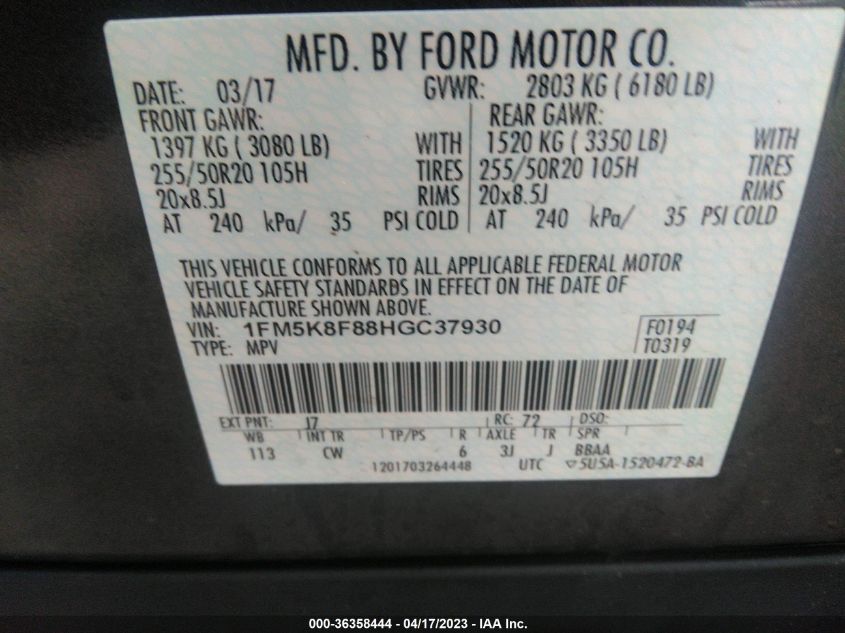 MFD. BY FORD MOTOR CO.
DATE: 03/17 GVWR: 2803 KG ( 6180 LB)
FRONT GAWR: REAR GAWR:
1397 KG ( 3080 LB) WITH 1520 KG ( 3350 LB) WITH
255/50R20 105H TIRES 255/50R20 105H TIRES
20x8.5J RIMS 20x8.5J RIMS
AT 240 kPa/ 35 PSI COLD AT 240 kPa/ 35 PSI COLD
THIS VEHICLE CONFORMS TO ALL APPLICABLE FEDERAL MOTOR
VEHICLE SAFETY STANDARDS IN EFFECT ON THE DATE OF
MANUFACTURE SHOWN ABOVE.
VIN: 1FM5K8F88HGC37930 F0194
TYPE: MPV T0319
EXT PNT: J7 RC: 72 DSO:
WB INT TR TP/PS R AXLE TR SPR
113 CW 6 3J J BBAA
1201703264448 UTC ▽5U5A-1520472-BA
000-36358444 - 04/17/2023 - IAA Inc.